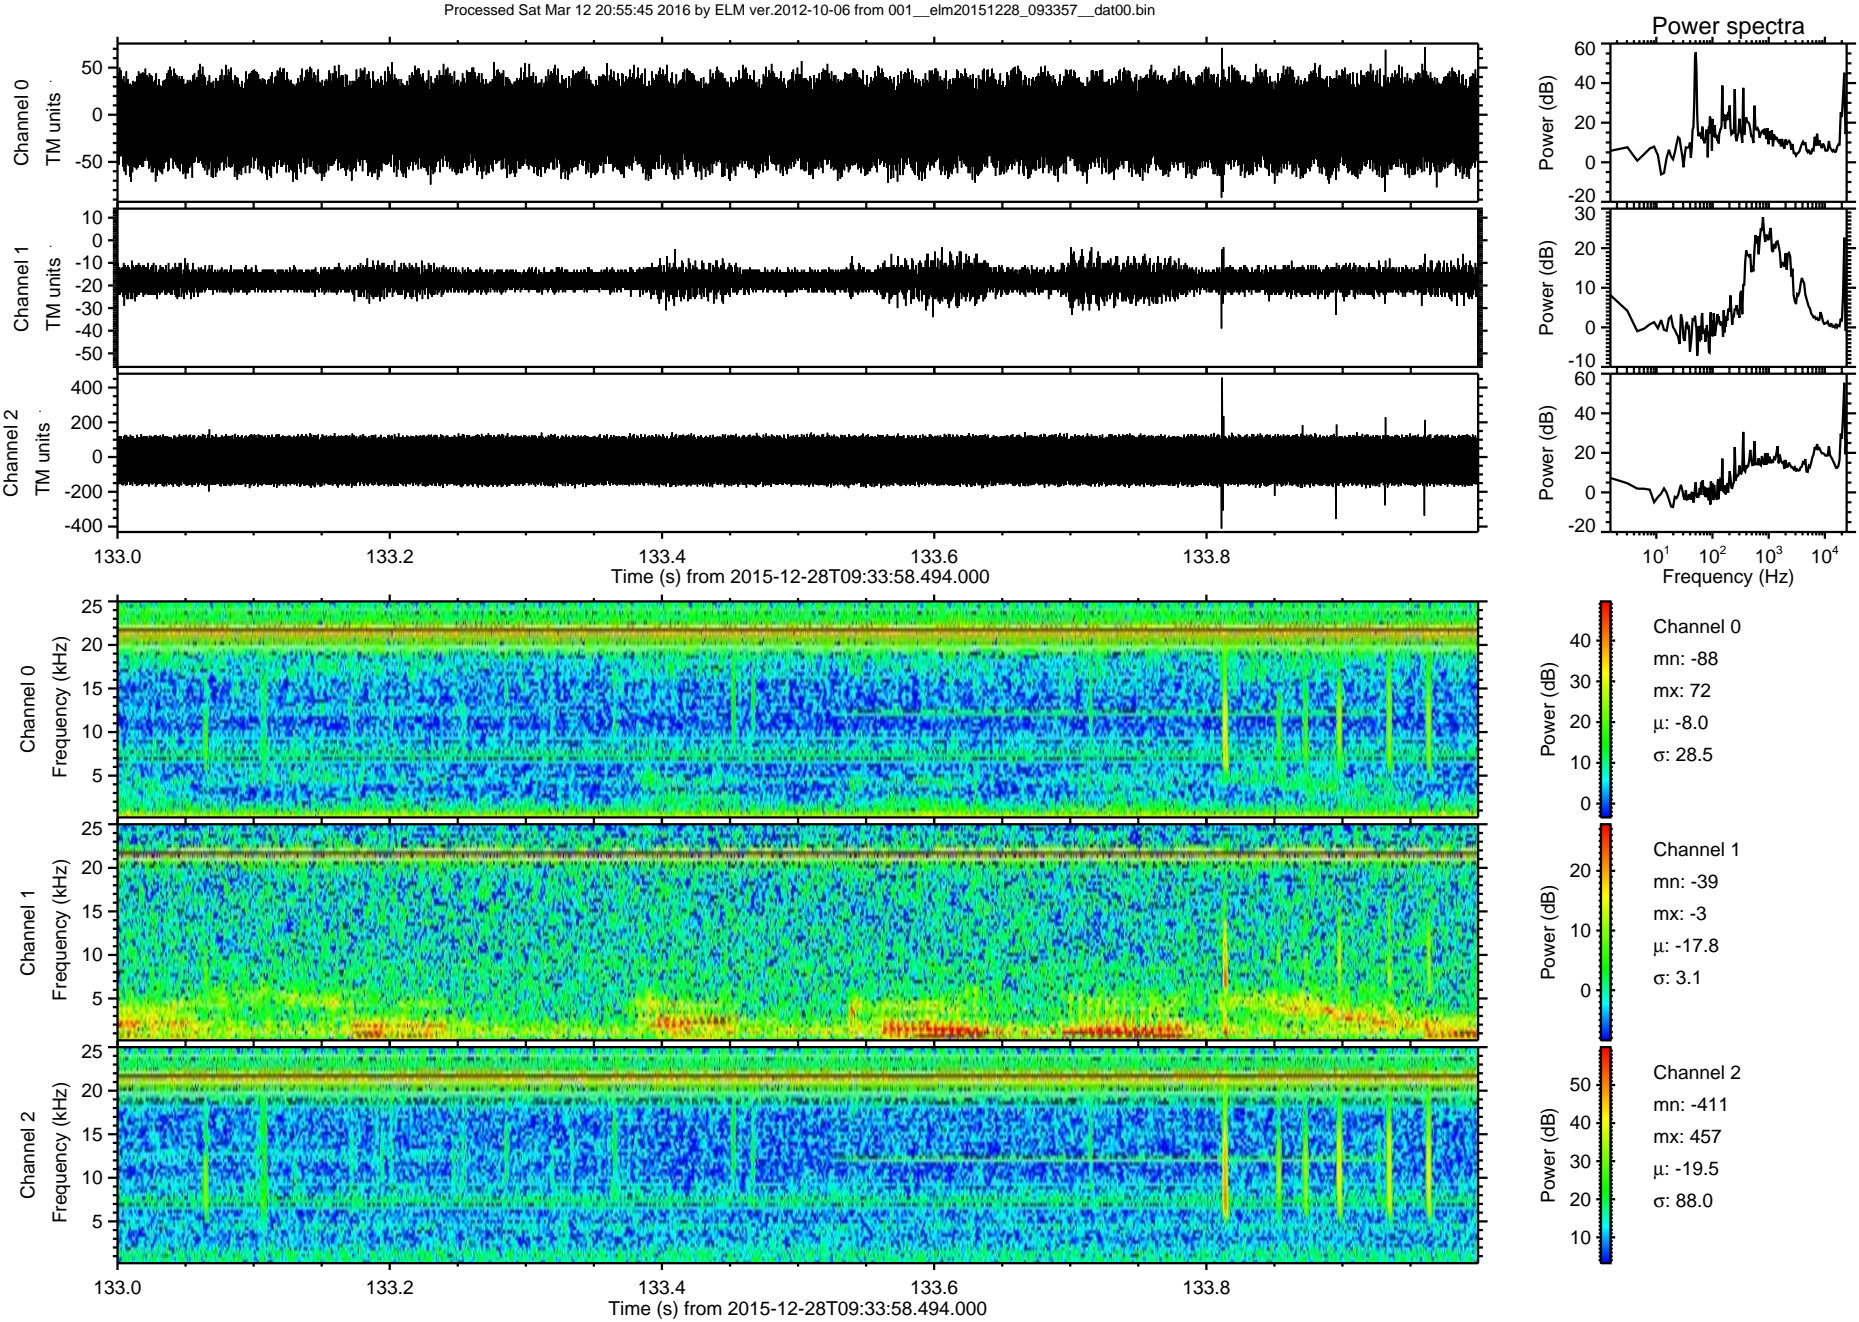 Processed Sat Mar 12 20:55:45 2016 by ELM ver.2012-10-06 from 001__elm20151228_093357__dat00.bin
Power spectra
Channel 0
TM units
50
0
-50
Power (dB)
60
40
20
0
-20
Channel 1
TM units
10
0
-10
-20
-30
-40
-50
Power (dB)
30
20
10
0
-10
Channel 2
TM units
400
200
0
-200
-400
Power (dB)
60
40
20
0
-20
133.0 133.2 133.4 133.6 133.8
Time (s) from 2015-12-28T09:33:58.494.000
10¹ 10² 10³ 10⁴
Frequency (Hz)
Channel 0
Frequency (kHz)
25
20
15
10
5
Power (dB)
40
30
20
10
0
Channel 0
mn: -88
mx: 72
μ: -8.0
σ: 28.5
Channel 1
Frequency (kHz)
25
20
15
10
5
Power (dB)
20
10
0
Channel 1
mn: -39
mx: -3
μ: -17.8
σ: 3.1
Channel 2
Frequency (kHz)
25
20
15
10
5
Power (dB)
50
40
30
20
10
Channel 2
mn: -411
mx: 457
μ: -19.5
σ: 88.0
133.0 133.2 133.4 133.6 133.8
Time (s) from 2015-12-28T09:33:58.494.000